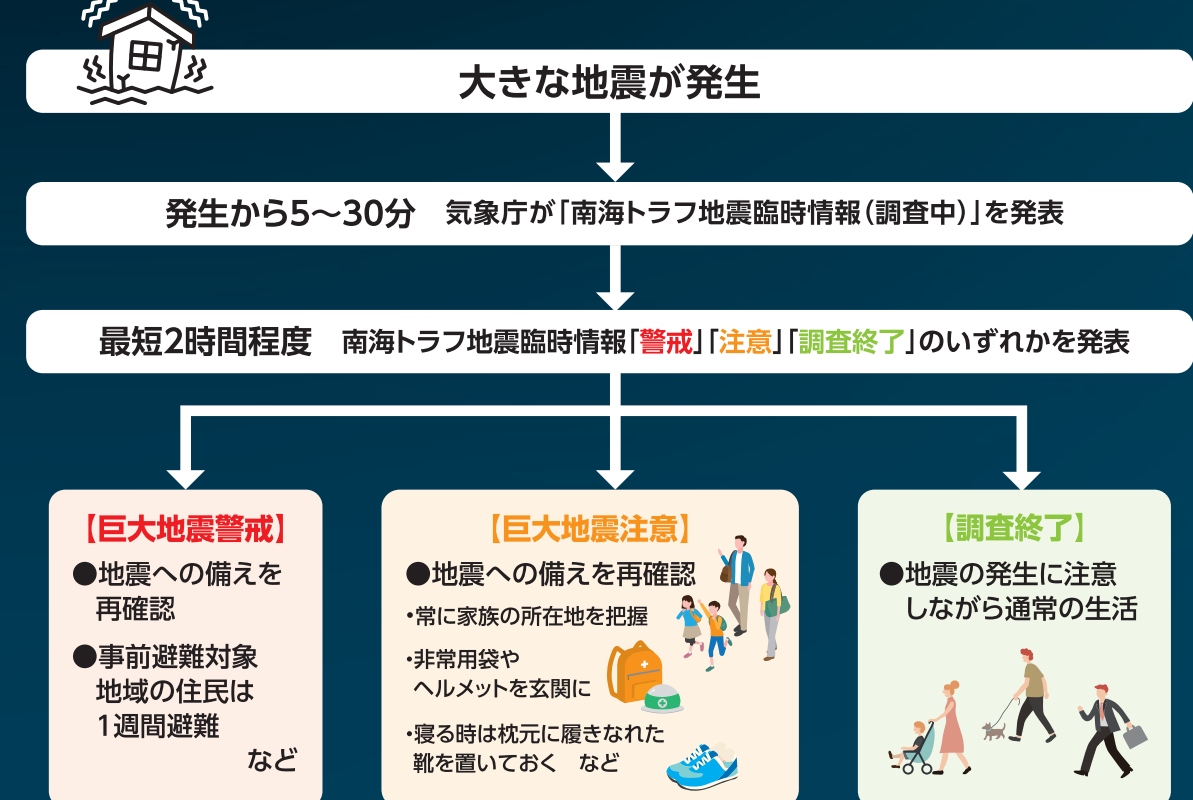 大きな地震が発生
発生から5～30分 気象庁が「南海トラフ地震臨時情報（調査中）」を発表
最短2時間程度 南海トラフ地震臨時情報「警戒」「注意」「調査終了」のいずれかを発表
【巨大地震警戒】
●地震への備えを
再確認
●事前避難対象
地域の住民は
1週間避難
など
【巨大地震注意】
●地震への備えを再確認
・常に家族の所在地を把握
・非常用袋や
ヘルメットを玄関に
・寝る時は枕元に履きなれた
靴を置いておく など
【調査終了】
●地震の発生に注意
しながら通常の生活